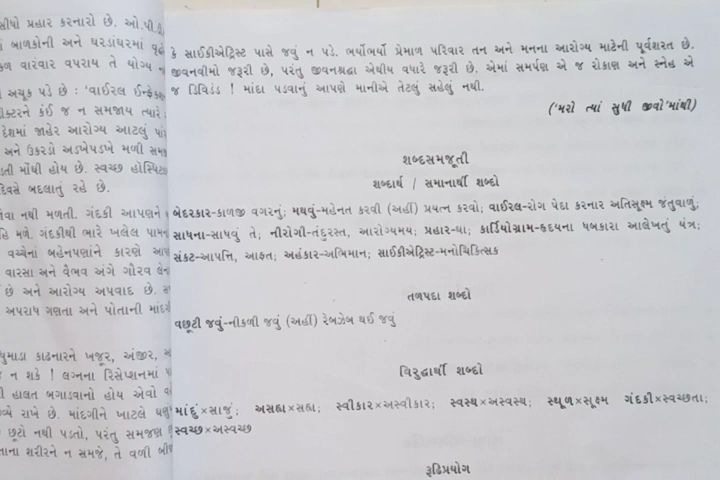 સીધો પ્રહાર કરનારો છે. ઓ.પી.ડી
બાળકોની અને ઘરડાંઘરમાં વૃદ્ધ
વારંવાર વપરાય તે યોગ્ય
અચૂક પડે છે : 'વાઈરલ ઈન્ફેક્શ
ડૉક્ટરને કંઈ જ ન સમજાય ત્યારે
દેશમાં જાહેર આરોગ્ય આટલું
અને ઉકરડો અડખેપડખે મળી
મોંઘી હોય છે. સ્વચ્છ હૉસ્પિટલ
દિવસે બદલાતું રહે છે.
નથી મળતી. ગંદકી આપણને
મળે. ગંદકીથી ભારે ખલેલ પામન
વચ્ચેનાં બહેનપણાંને કારણે
વારસા અને વૈભવ અંગે ગૌરવ
છે અને આરોગ્ય અપવાદ છે.
અપરાધ ગણતા અને પોતાની માંદગી
ધુમાડા કાઢનારને ખજૂર, અંજીર,
ન શકે ! લગ્નના રિસેપ્શનમાં
હાલત બગાડવાનો હોય એવો
રાખે છે. માંદગીને ખાટલે
છૂટો નથી પડતો, પરંતુ સમજણ
શરીરને ન સમજે, તે વળી
કે સાઈકીએટ્રિસ્ટ પાસે જવું ન પડે. ભર્યોભર્યો પ્રેમાળ પરિવાર તન અને મનના આરોગ્ય માટેની પૂર્વશરત છે.
જીવનવીમો જરૂરી છે, પરંતુ જીવનશ્રદ્ધા એથીય વધારે જરૂરી છે. એમાં સમર્પણ એ જ રોકાણ અને સ્નેહ એ
જ ડિવિડંડ ! માંદા પડવાનું આપણે માનીએ તેટલું સહેલું નથી.
('મરો ત્યાં સુધી જીવો'માંથી)
શબ્દસમજૂતી
શબ્દાર્થ / સમાનાર્થી શબ્દો
બેદરકાર-કાળજી વગરનું; મથવું-મહેનત કરવી (અહીં) પ્રયત્ન કરવો; વાઈરલ-રોગ પેદા કરનાર અતિસૂક્ષ્મ જંતુવાળું;
સાધના-સાધવું તે; નીરોગી-તંદુરસ્ત, આરોગ્યમય; પ્રહાર-ઘા; કાર્ડિયોગ્રામ-હૃદયના ધબકારા આલેખતું યંત્ર;
સંકટ-આપત્તિ, આફત; અહંકાર-અભિમાન; સાઈકીએટ્રિસ્ટ-મનોચિકિત્સક
તળપદા શબ્દો
વછૂટી જવું-નીકળી જવું (અહીં) રેબઝેબ થઈ જવું
વિરુદ્ધાર્થી શબ્દો
માંદું×સાજું; અસહ્ય×સહ્ય; સ્વીકાર×અસ્વીકાર; સ્વસ્થ×અસ્વસ્થ; સ્થૂળ×સૂક્ષ્મ ગંદકી×સ્વચ્છતા;
સ્વચ્છ×અસ્વચ્છ
રૂઢિપ્રયોગ